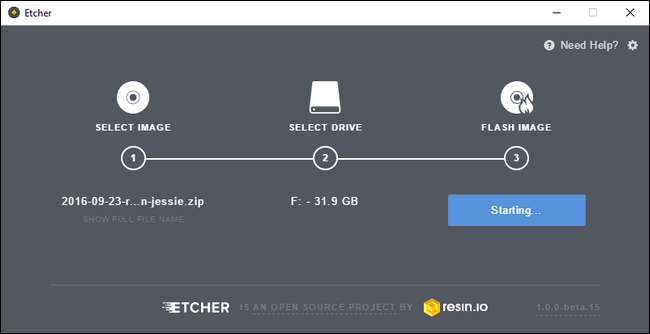 Etcher
Need Help?
SELECT IMAGE
SELECT DRIVE
FLASH IMAGE
1
2
3
2016-09-23-r...n-jessie.zip
F: - 31.9 GB
Starting...
SHOW FULL FILE NAME
ETCHER IS AN OPEN SOURCE PROJECT BY resin.io
1.0.0-beta.15